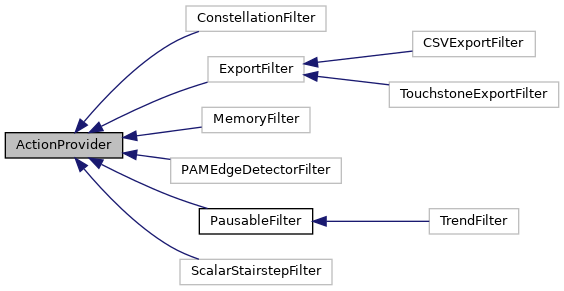 ConstellationFilter
CSVExportFilter
ExportFilter
TouchstoneExportFilter
MemoryFilter
ActionProvider
PAMEdgeDetectorFilter
PausableFilter
TrendFilter
ScalarStairstepFilter